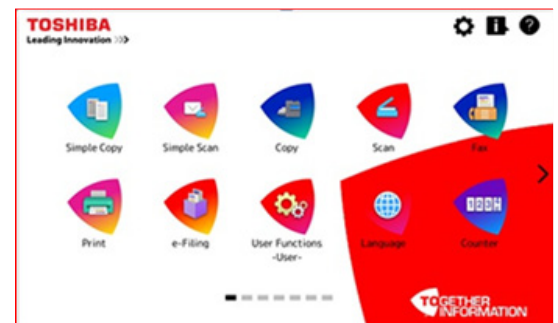 TOSHIBA
Leading Innovation >>>
Simple Copy
Simple Scan
Copy
Scan
Fax
Print
e-Filing
User Functions
-User-
Language
Counter
TOGETHER
INFORMATION